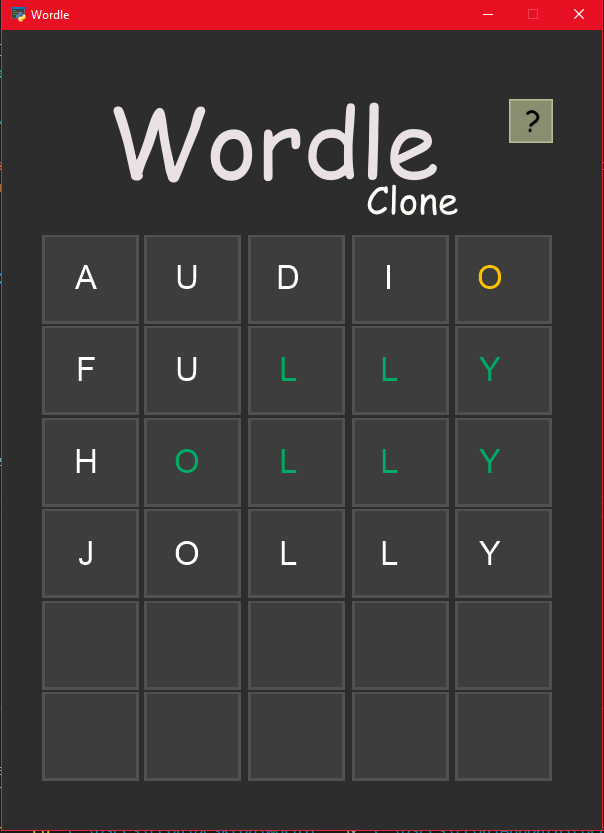 Wordle
Wordle
?
Clone
A U D I O
F U L L Y
H O L L Y
J O L L Y